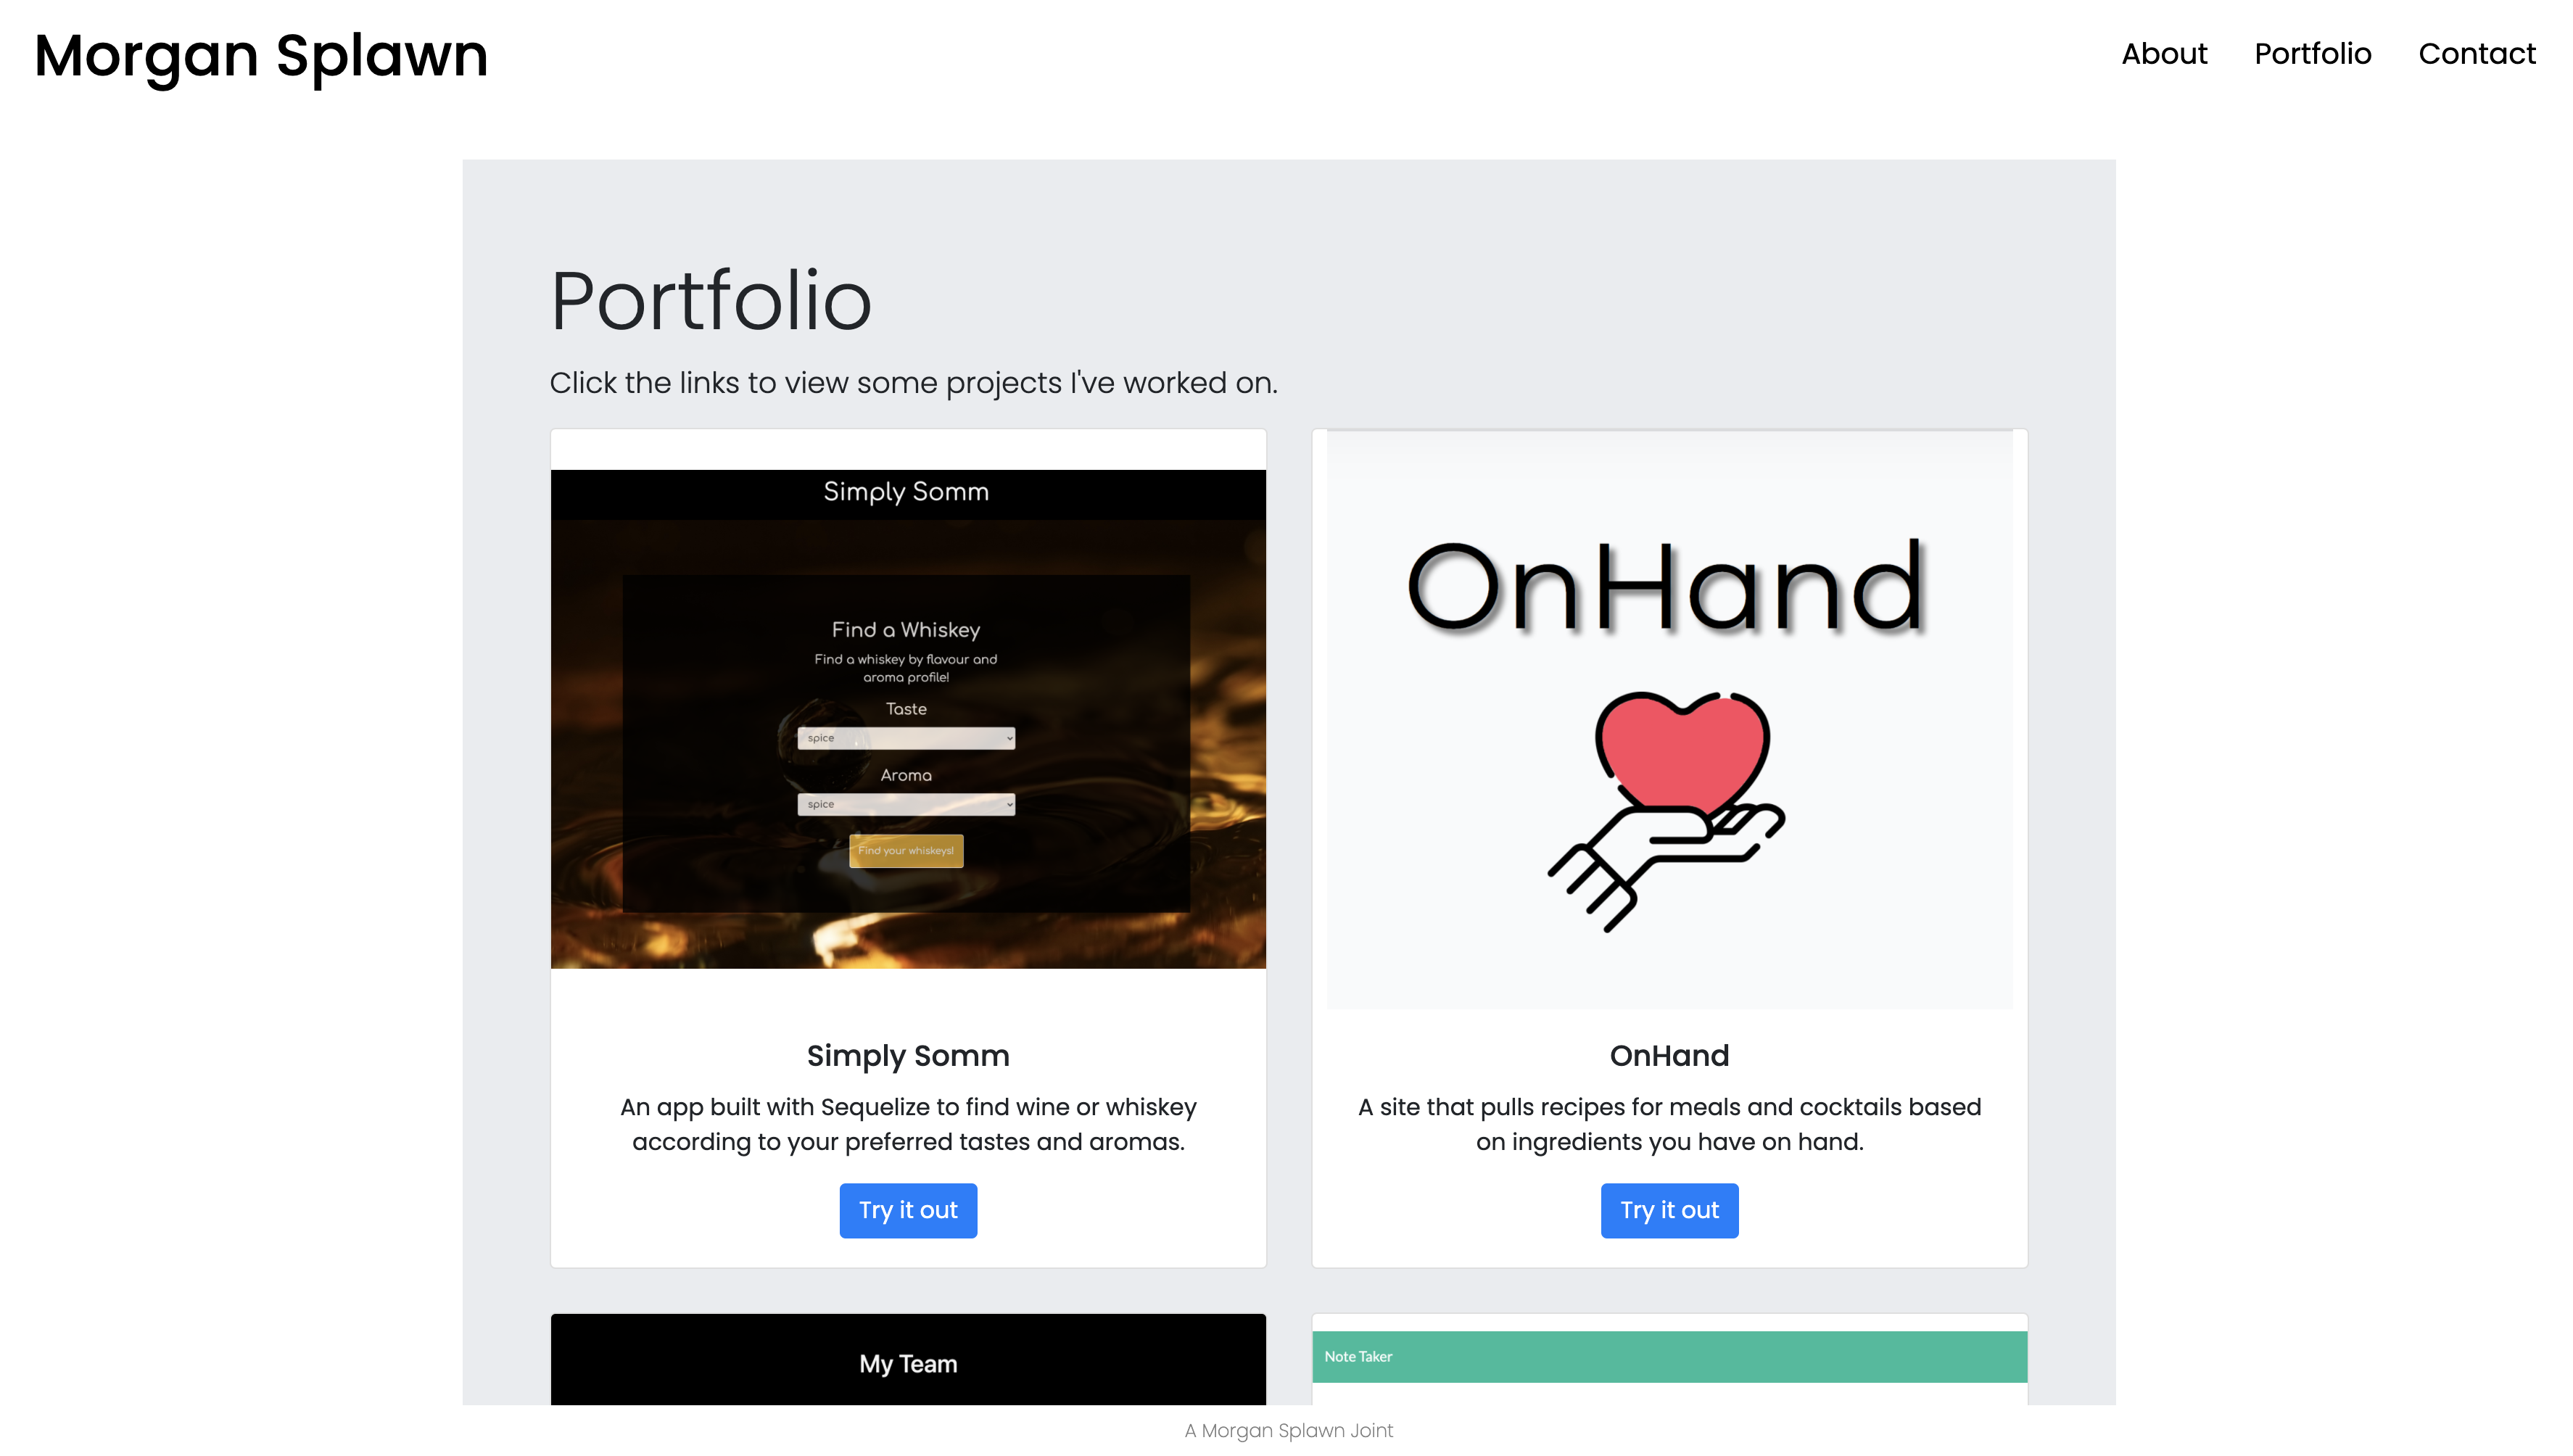 Morgan Splawn
About Portfolio Contact
Portfolio
Click the links to view some projects I've worked on.
Simply Somm
Find a Whiskey
Find a whiskey by flavour and
aroma profile!
Taste
spice
Aroma
spice
Find your whiskeys!
Simply Somm
An app built with Sequelize to find wine or whiskey
according to your preferred tastes and aromas.
Try it out
OnHand
OnHand
A site that pulls recipes for meals and cocktails based
on ingredients you have on hand.
Try it out
My Team
Note Taker
A Morgan Splawn Joint